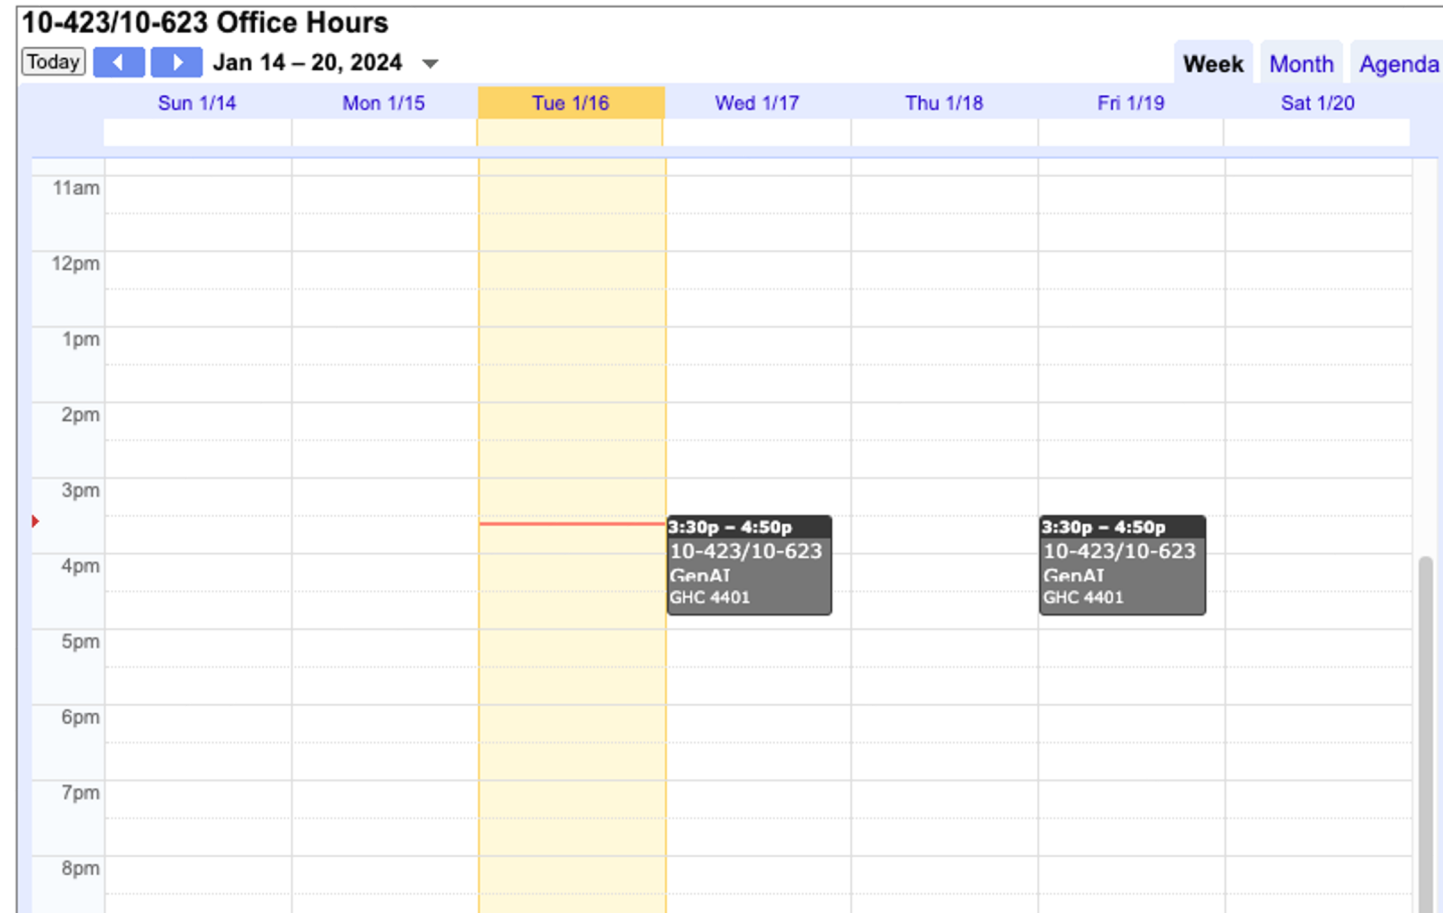 10-423/10-623 Office Hours
Today Jan 14 – 20, 2024 Week Month Agenda
Sun 1/14 Mon 1/15 Tue 1/16 Wed 1/17 Thu 1/18 Fri 1/19 Sat 1/20
11am
12pm
1pm
2pm
3pm
3:30p – 4:50p 3:30p – 4:50p
10-423/10-623 10-423/10-623
4pm
GenAI GenAI
GHC 4401 GHC 4401
5pm
6pm
7pm
8pm